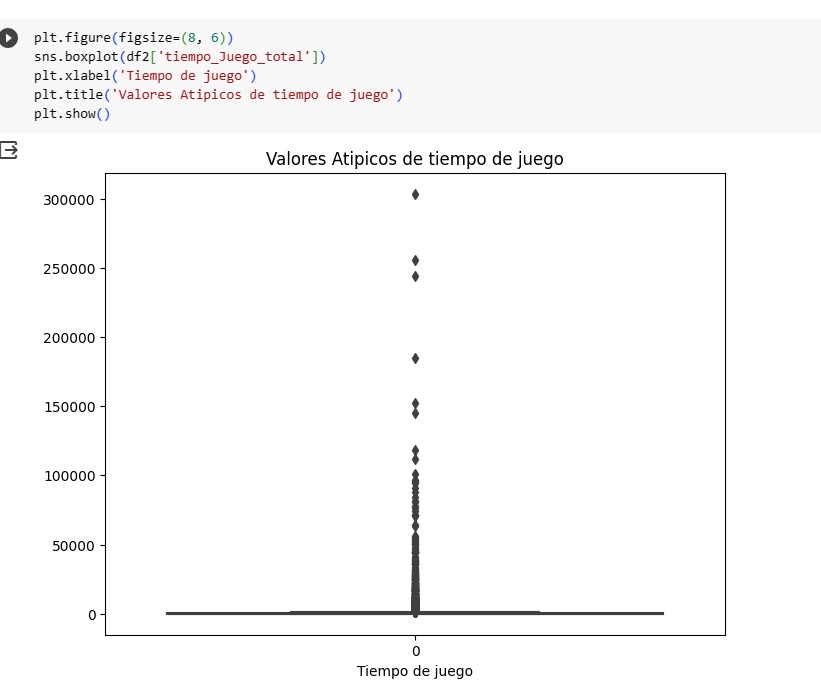 plt.figure(figsize=(8, 6))
sns.boxplot(df2['tiempo_Juego_total'])
plt.xlabel('Tiempo de juego')
plt.title('Valores Atipicos de tiempo de juego')
plt.show()
Valores Atipicos de tiempo de juego
300000
250000
200000
150000
100000
50000
0
0
Tiempo de juego